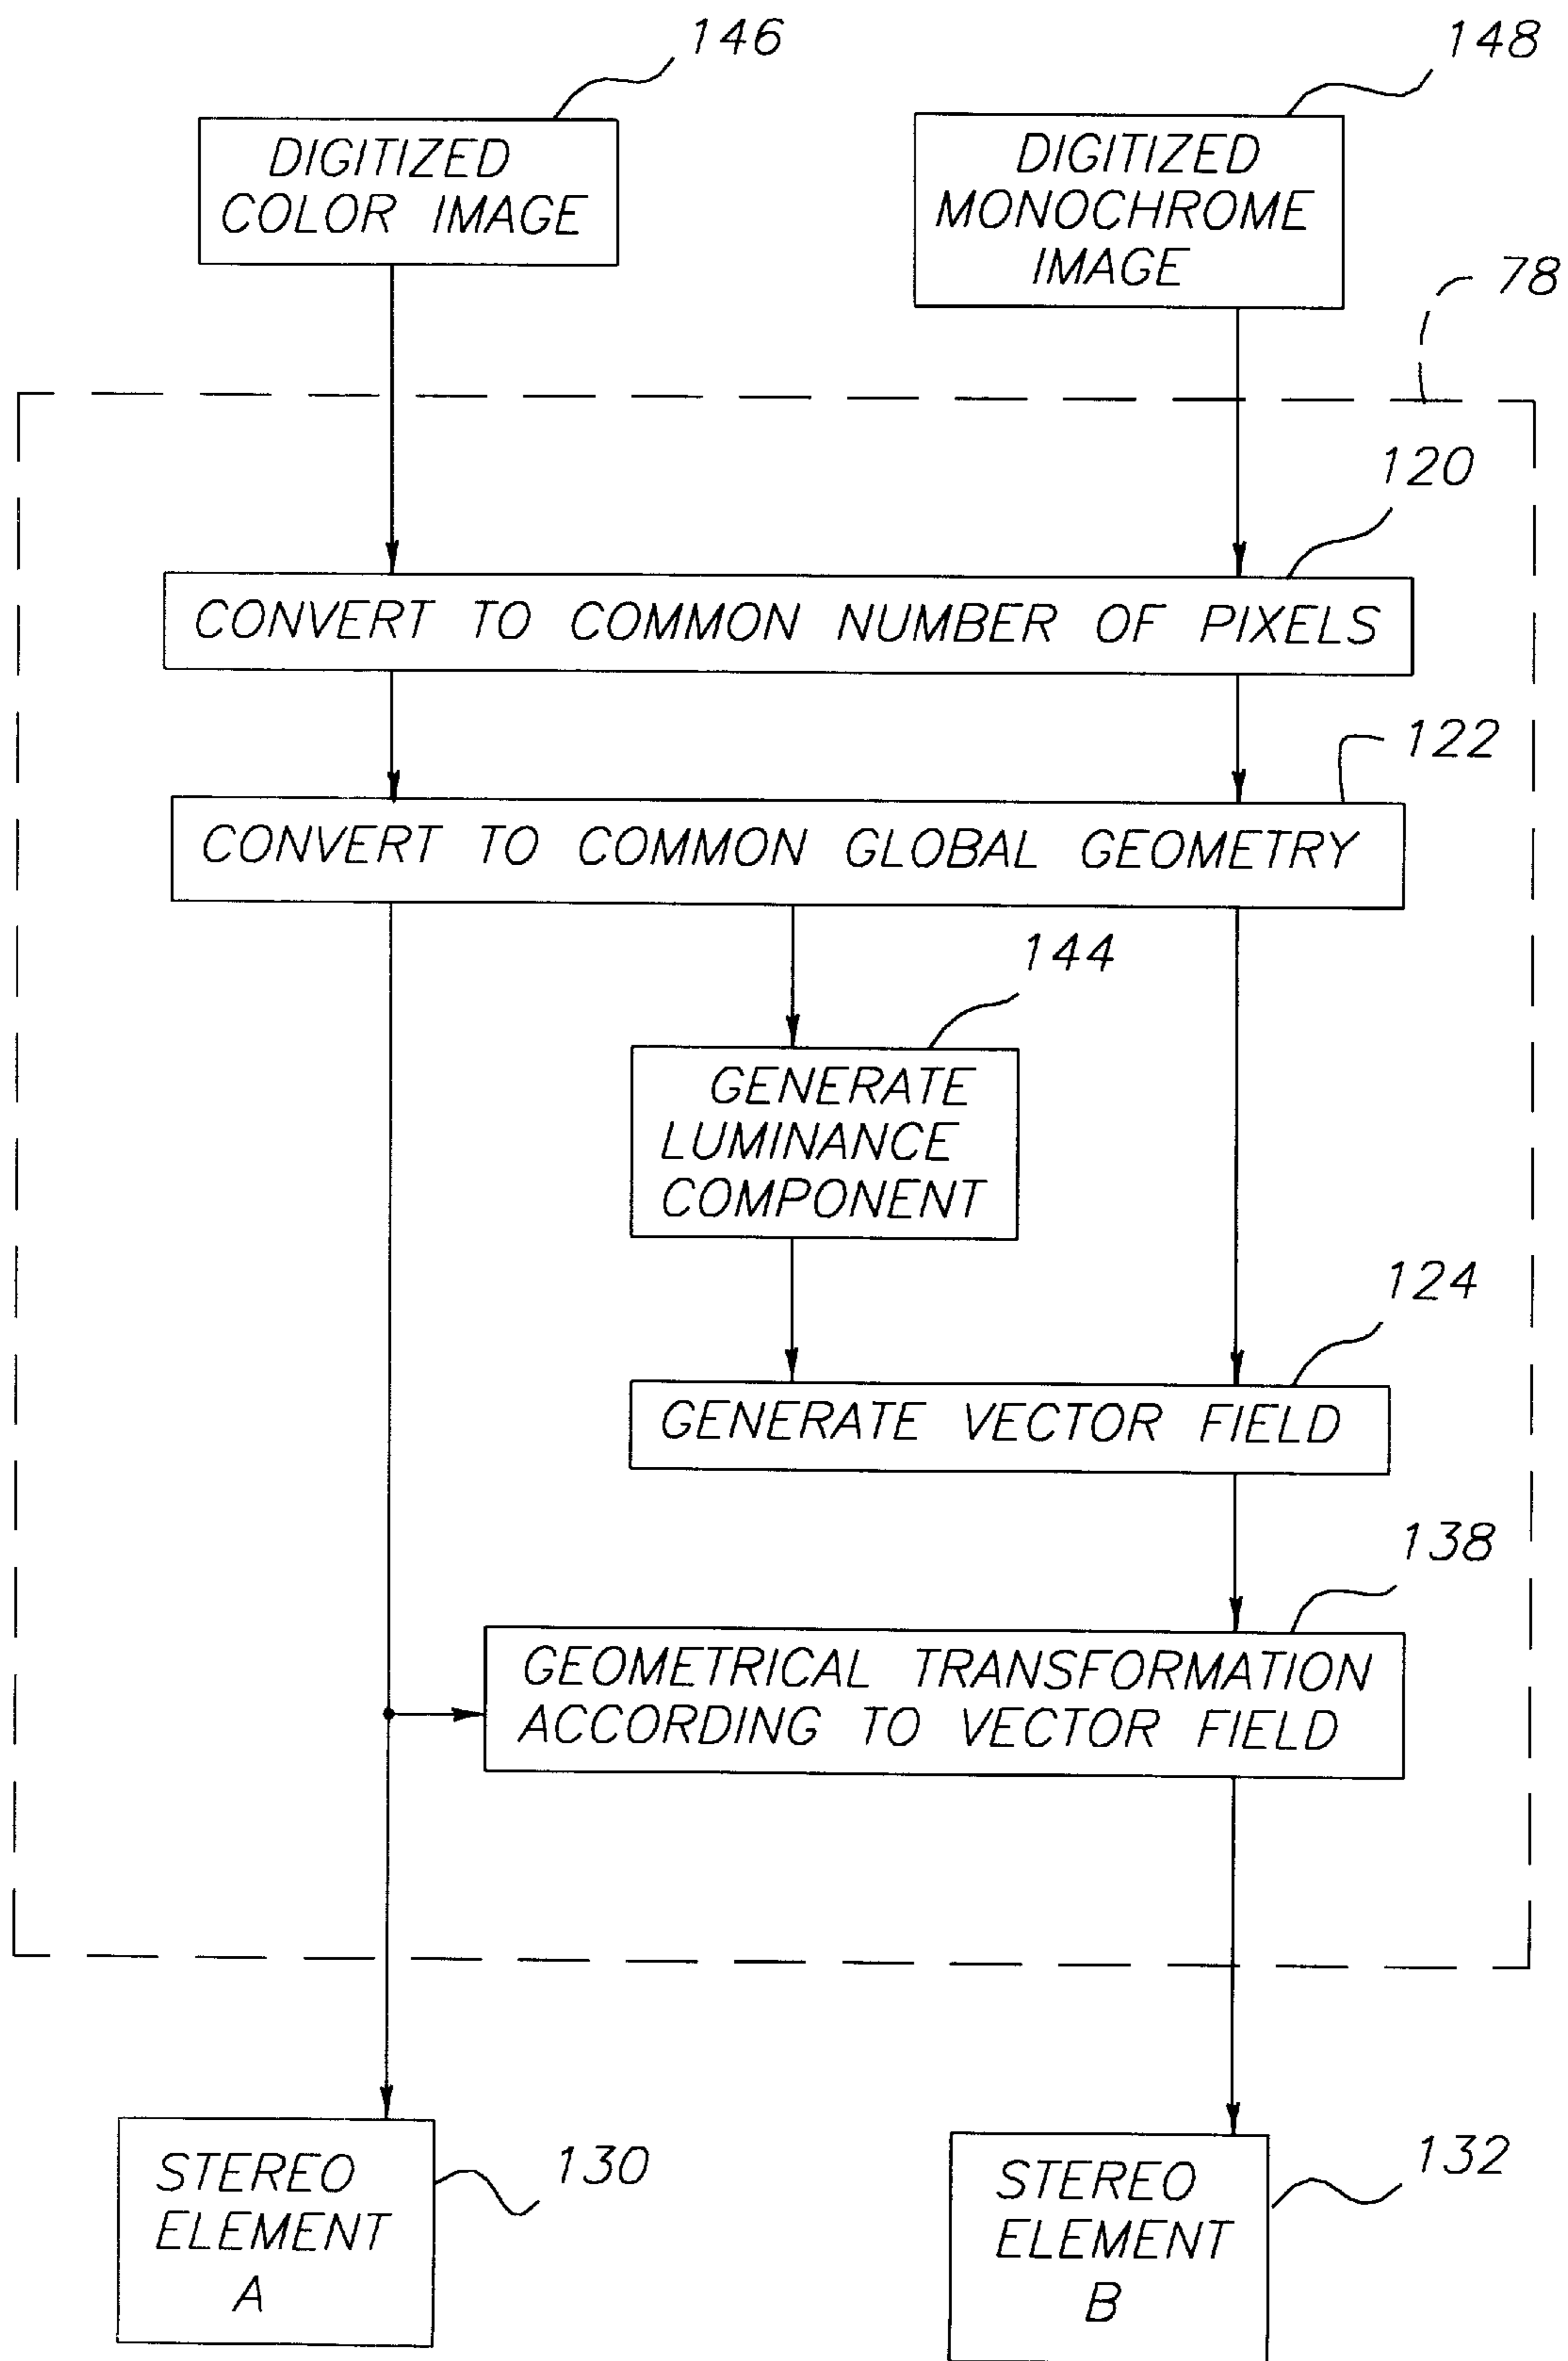 146
148
DIGITIZED
COLOR IMAGE
DIGITIZED
MONOCHROME
IMAGE
78
120
CONVERT TO COMMON NUMBER OF PIXELS
122
CONVERT TO COMMON GLOBAL GEOMETRY
144
GENERATE
LUMINANCE
COMPONENT
124
GENERATE VECTOR FIELD
138
GEOMETRICAL TRANSFORMATION
ACCORDING TO VECTOR FIELD
STEREO
ELEMENT
A
130
STEREO
ELEMENT
B
132